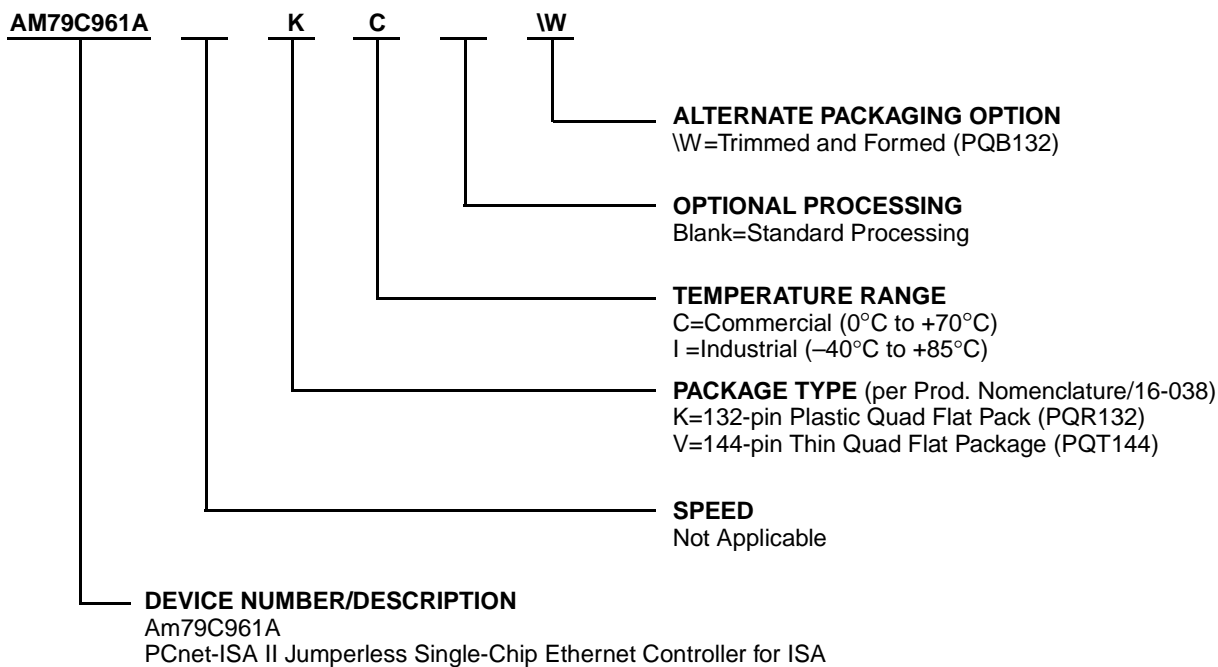 AM79C961A K C \W
ALTERNATE PACKAGING OPTION
\W=Trimmed and Formed (PQB132)
OPTIONAL PROCESSING
Blank=Standard Processing
TEMPERATURE RANGE
C=Commercial (0°C to +70°C)
I =Industrial (–40°C to +85°C)
PACKAGE TYPE (per Prod. Nomenclature/16-038)
K=132-pin Plastic Quad Flat Pack (PQR132)
V=144-pin Thin Quad Flat Package (PQT144)
SPEED
Not Applicable
DEVICE NUMBER/DESCRIPTION
Am79C961A
PCnet-ISA II Jumperless Single-Chip Ethernet Controller for ISA